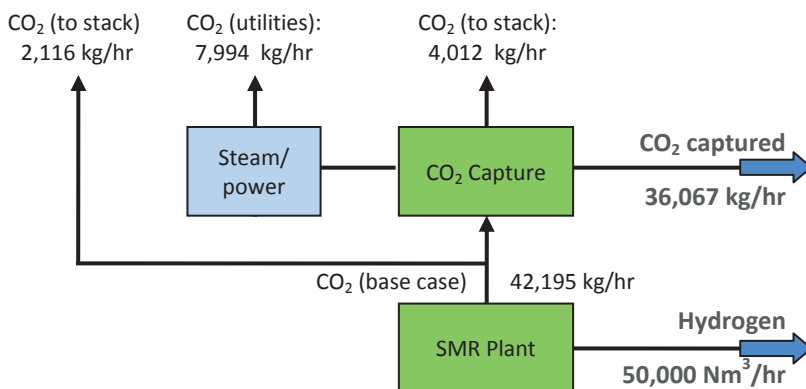 CO₂ (to stack)
2,116 kg/hr
CO₂ (utilities):
7,994 kg/hr
CO₂ (to stack):
4,012 kg/hr
Steam/
power
CO₂ Capture
CO₂ captured
36,067 kg/hr
CO₂ (base case)
42,195 kg/hr
SMR Plant
Hydrogen
50,000 Nm³/hr